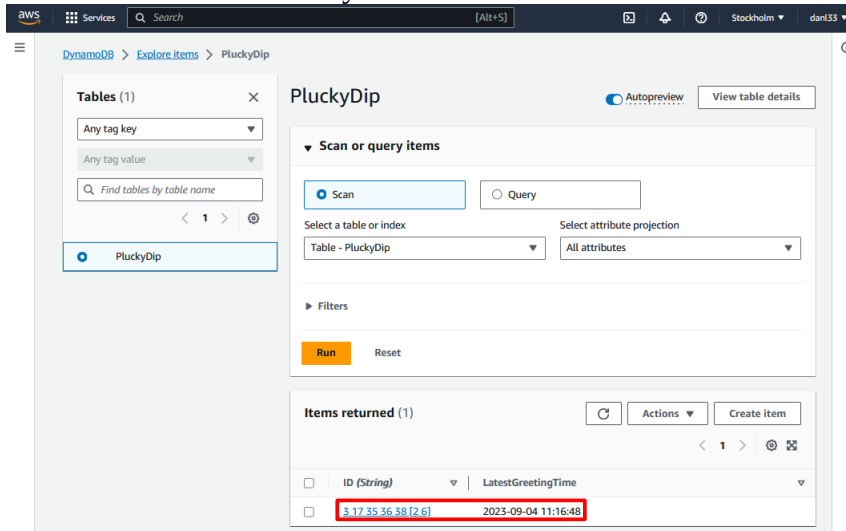 aws Services Search [Alt+S] Stockholm danl33
DynamoDB > Explore items > PluckyDip
Tables (1)
Any tag key
Any tag value
Find tables by table name
< 1 >
PluckyDip
PluckyDip
Autopreview View table details
Scan or query items
Scan Query
Select a table or index Select attribute projection
Table - PluckyDip All attributes
Filters
Run Reset
Items returned (1) Actions Create item
< 1 >
ID (String) LatestGreetingTime
3 17 35 36 38 [2 6] 2023-09-04 11:16:48